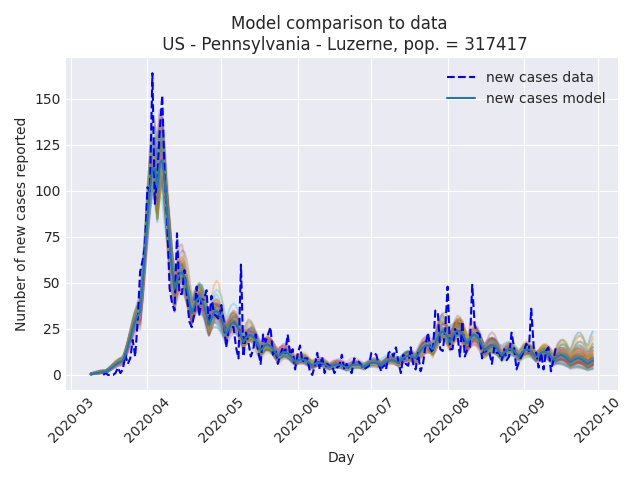 Model comparison to data
US - Pennsylvania - Luzerne, pop. = 317417
new cases data
new cases model
Number of new cases reported
150
125
100
75
50
25
0
2020-03
2020-04
2020-05
2020-06
2020-07
2020-08
2020-09
2020-10
Day